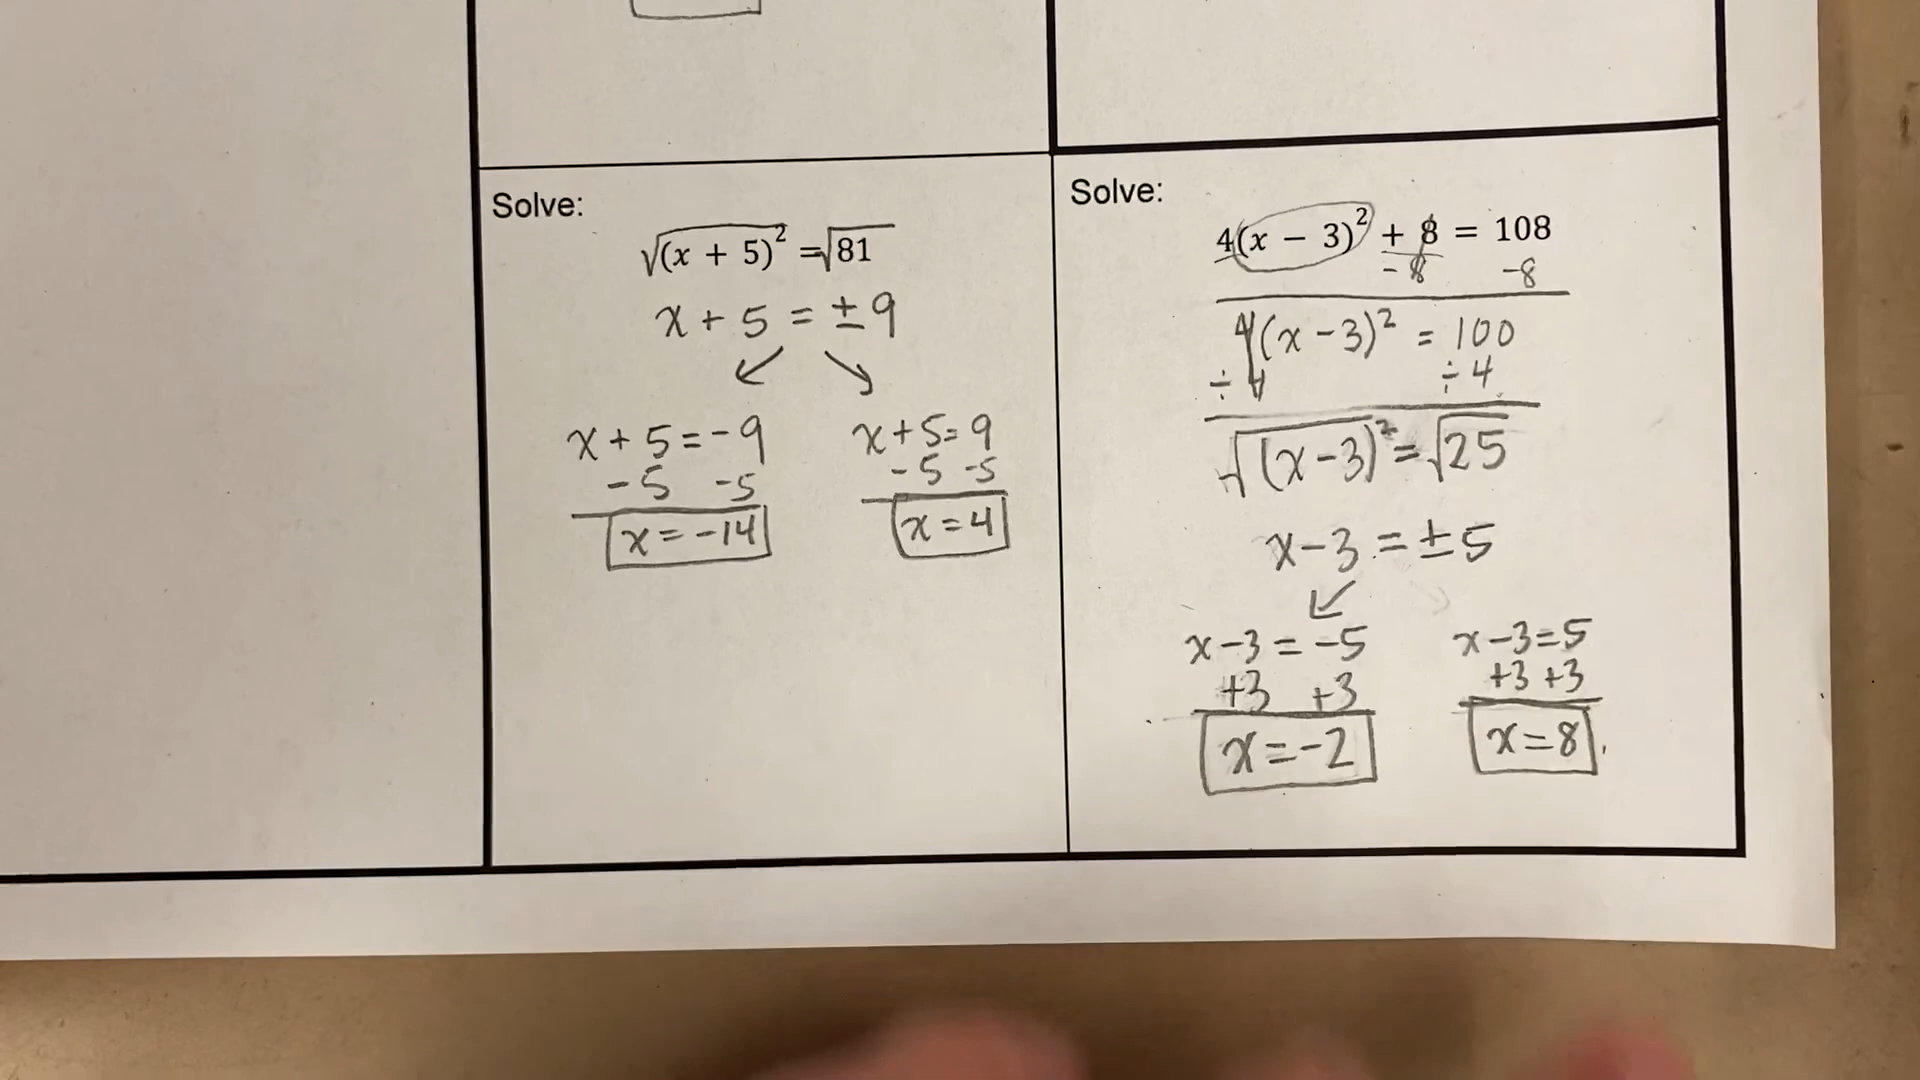 Solve:
√(x + 5)² = √81
x + 5 = ± 9
x + 5 = -9
- 5 -5
x = -14
x + 5 = 9
- 5 -5
x = 4
Solve:
4(x − 3)² + 8 = 108
- 8 -8
4(x - 3)² = 100
÷ 4 ÷ 4
√(x - 3)² = √25
x - 3 = ± 5
x - 3 = -5
+3 +3
x = -2
x - 3 = 5
+3 +3
x = 8